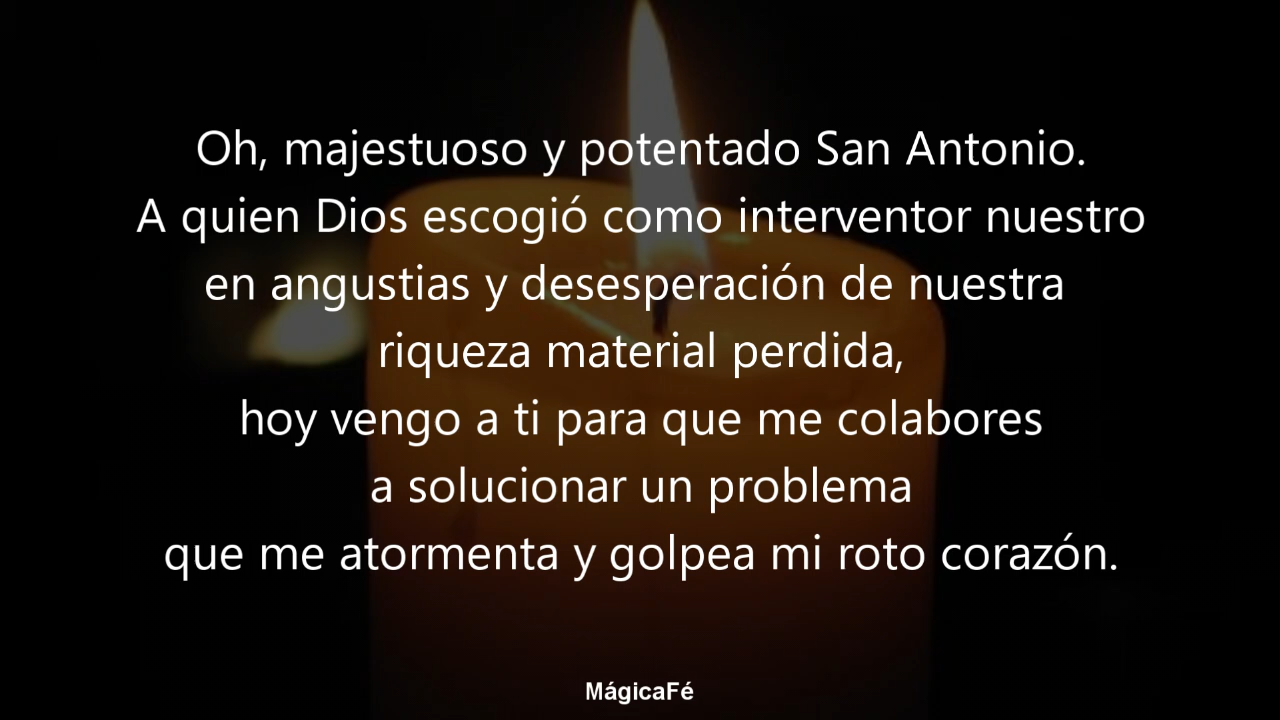 Oh, majestuoso y potentado San Antonio.
A quien Dios escogió como interventor nuestro
en angustias y desesperación de nuestra
riqueza material perdida,
hoy vengo a ti para que me colabores
a solucionar un problema
que me atormenta y golpea mi roto corazón.
MágicaFé